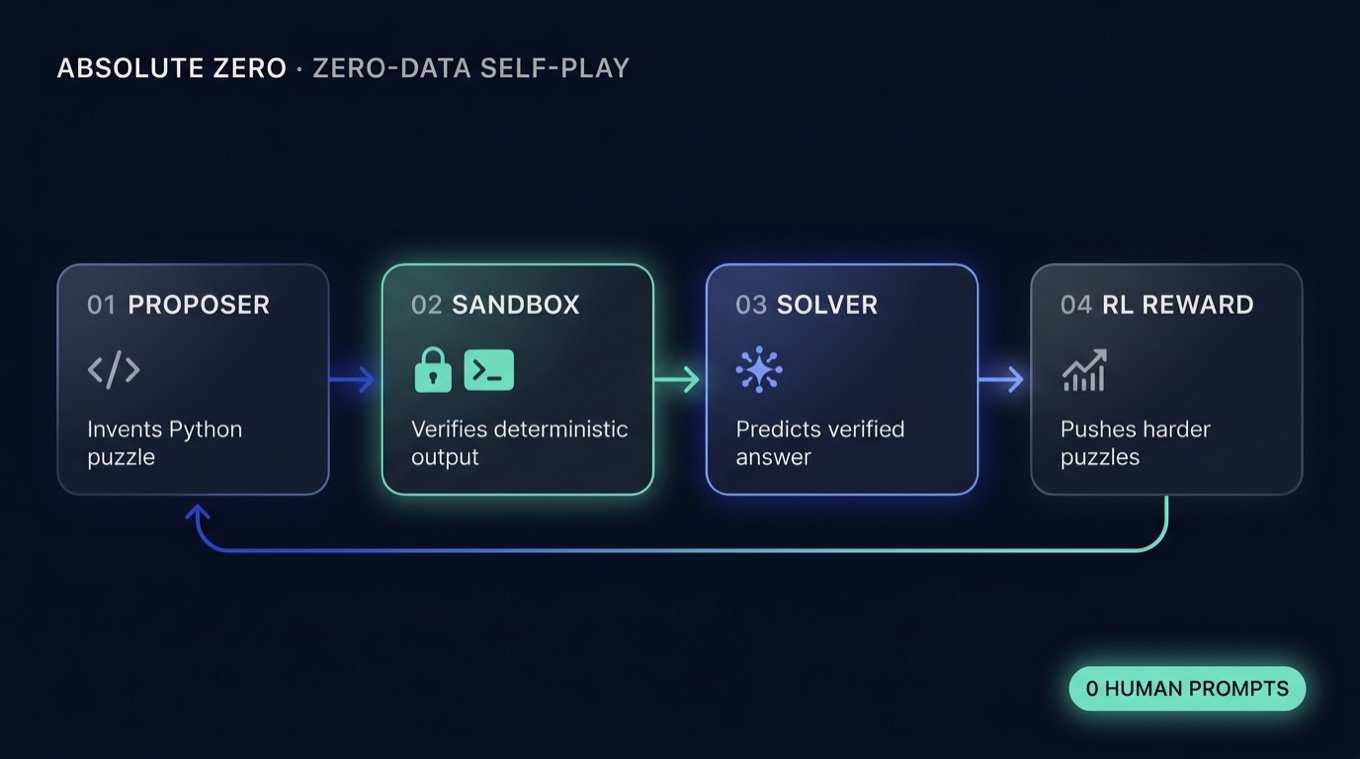 ABSOLUTE ZERO · ZERO-DATA SELF-PLAY
01 PROPOSER
</>
Invents Python
puzzle
02 SANDBOX
>_
Verifies deterministic
output
03 SOLVER
Predicts verified
answer
04 RL REWARD
Pushes harder
puzzles
0 HUMAN PROMPTS